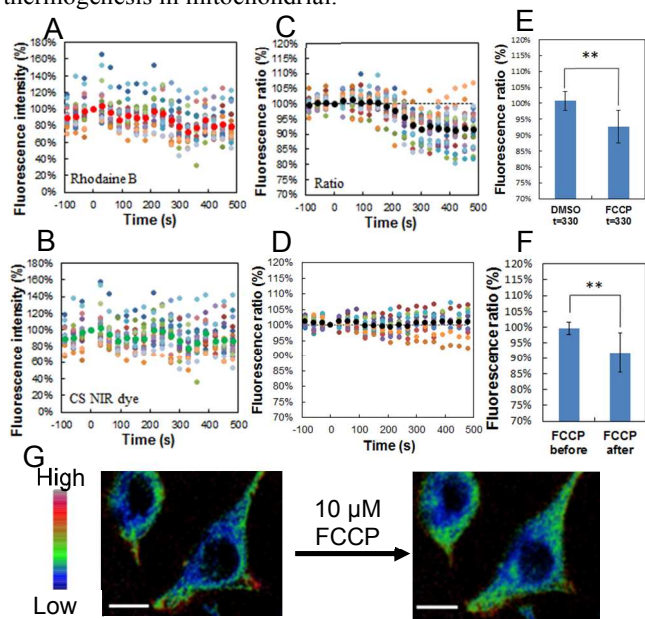 thermogenesis in mitochondrial.
A
Fluorescence intensity (%)
180%
160%
140%
120%
100%
80%
60%
40%
20%
0%
Rhodaine B
-100 0 100 200 300 400 500
Time (s)
C
Fluorescence ratio (%)
120%
115%
110%
105%
100%
95%
90%
85%
80%
75%
70%
Ratio
-100 0 100 200 300 400 500
Time (s)
E
Fluorescence ratio (%)
120%
115%
110%
105%
100%
95%
90%
85%
80%
75%
70%
**
DMSO FCCP
t=330 t=330
B
Fluorescence intensity (%)
180%
160%
140%
120%
100%
80%
60%
40%
20%
0%
CS NIR dye
-100 0 100 200 300 400 500
Time (s)
D
Fluorescence ratio (%)
120%
115%
110%
105%
100%
95%
90%
85%
80%
75%
70%
-100 0 100 200 300 400 500
Time (s)
F
Fluorescence ratio (%)
120%
115%
110%
105%
100%
95%
90%
85%
80%
75%
70%
**
FCCP FCCP
before after
G
High
Low
10 µM
FCCP